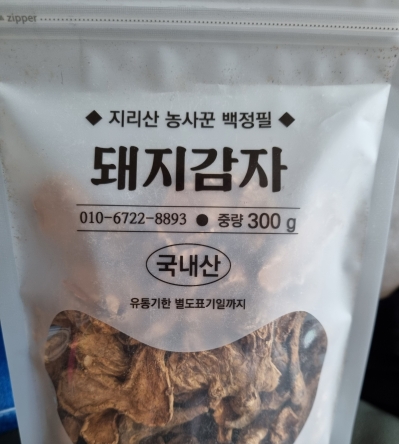 zipper
◆ 지리산 농사꾼 백정필 ◆
돼지감자
010-6722-8893 ● 중량 300 g
국내산
유통기한 별도표기일까지